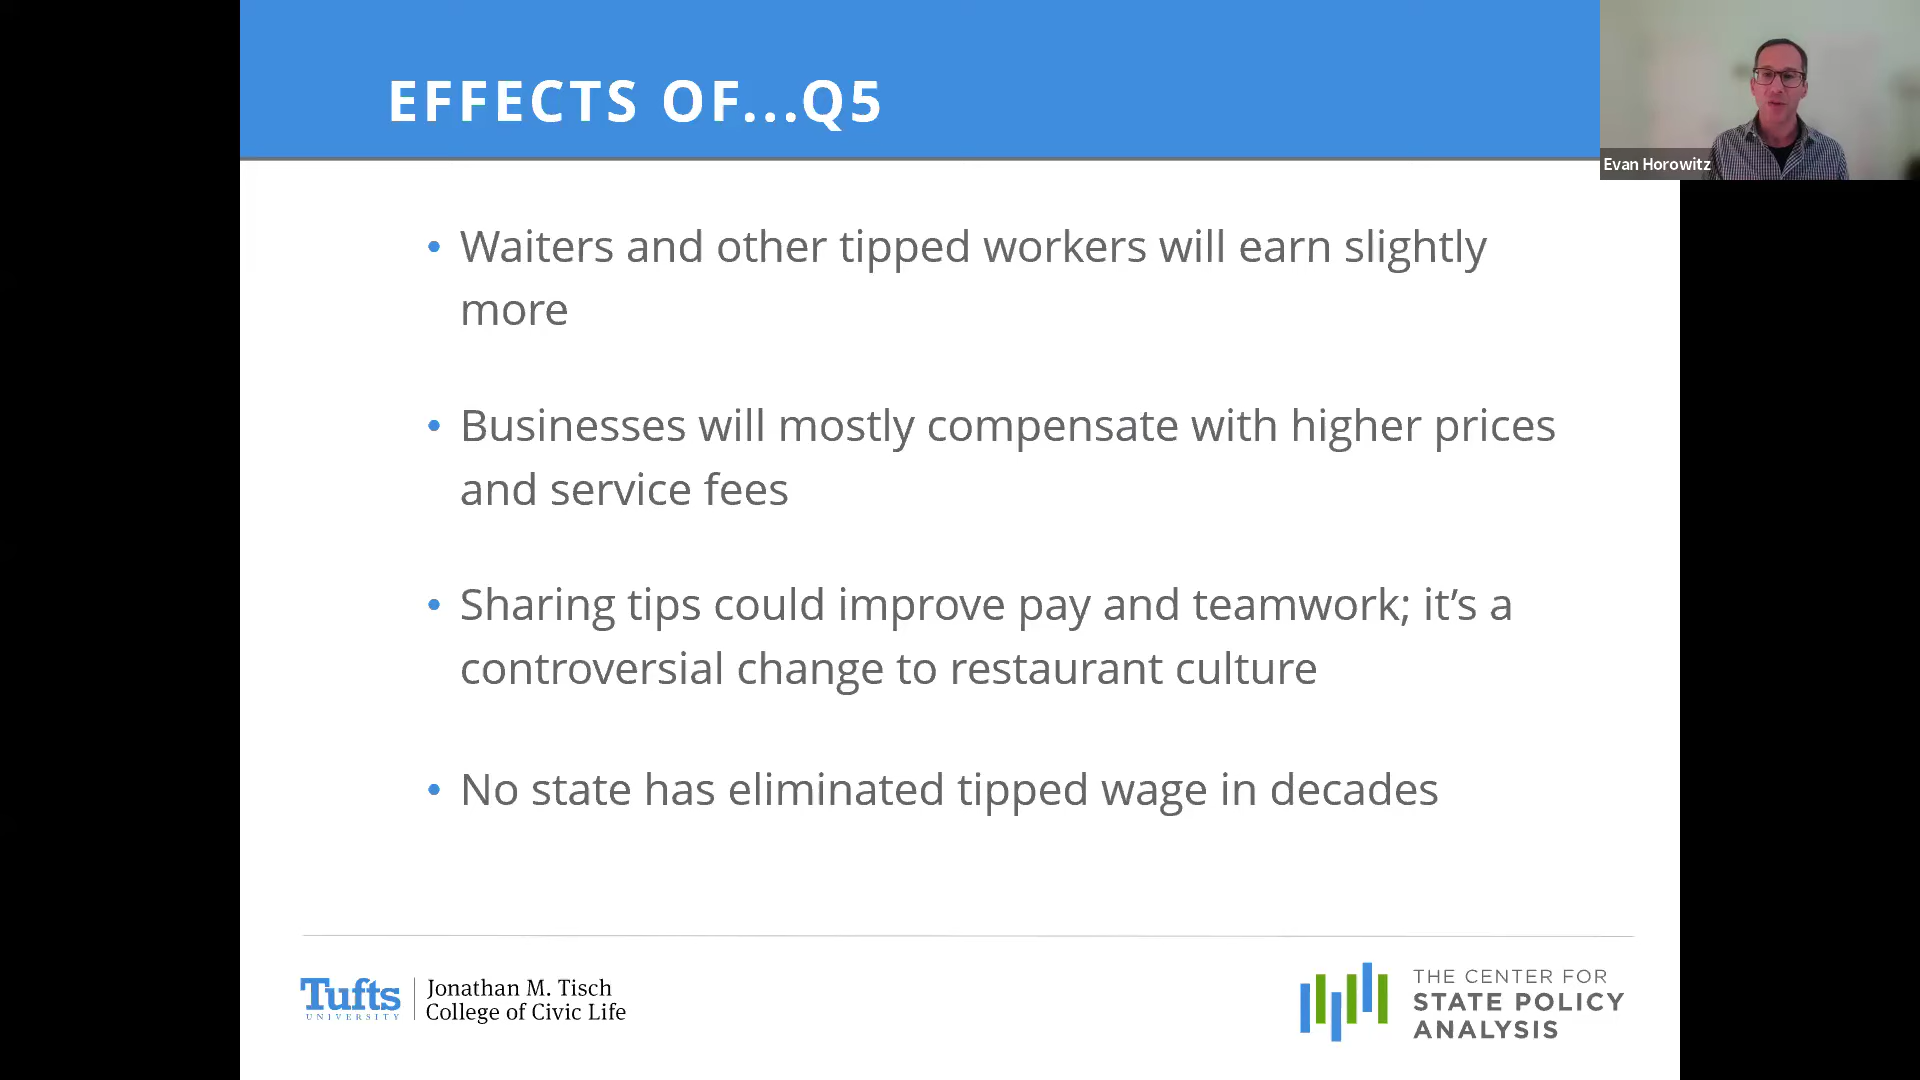 EFFECTS OF...Q5
Evan Horowitz
• Waiters and other tipped workers will earn slightly
more
• Businesses will mostly compensate with higher prices
and service fees
• Sharing tips could improve pay and teamwork; it’s a
controversial change to restaurant culture
• No state has eliminated tipped wage in decades
Tufts
UNIVERSITY
Jonathan M. Tisch
College of Civic Life
THE CENTER FOR
STATE POLICY
ANALYSIS